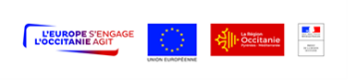 L'EUROPE S'ENGAGE
L'OCCITANIE AGIT
UNION EUROPÉENNE
La Région
Occitanie
Pyrénées - Méditerranée